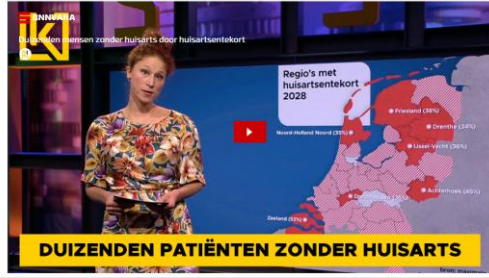 BNNVARA
K
Duizenden mensen zonder huisarts door huisartsentekort
Regio's met
huisartsentekort
2028
Friesland (38%)
Noord-Holland Noord (35%)
Drenthe (34%)
IJssel-Vecht (36%)
Achterhoek (45%)
Zeeland (53%)
DUIZENDEN PATIËNTEN ZONDER HUISARTS